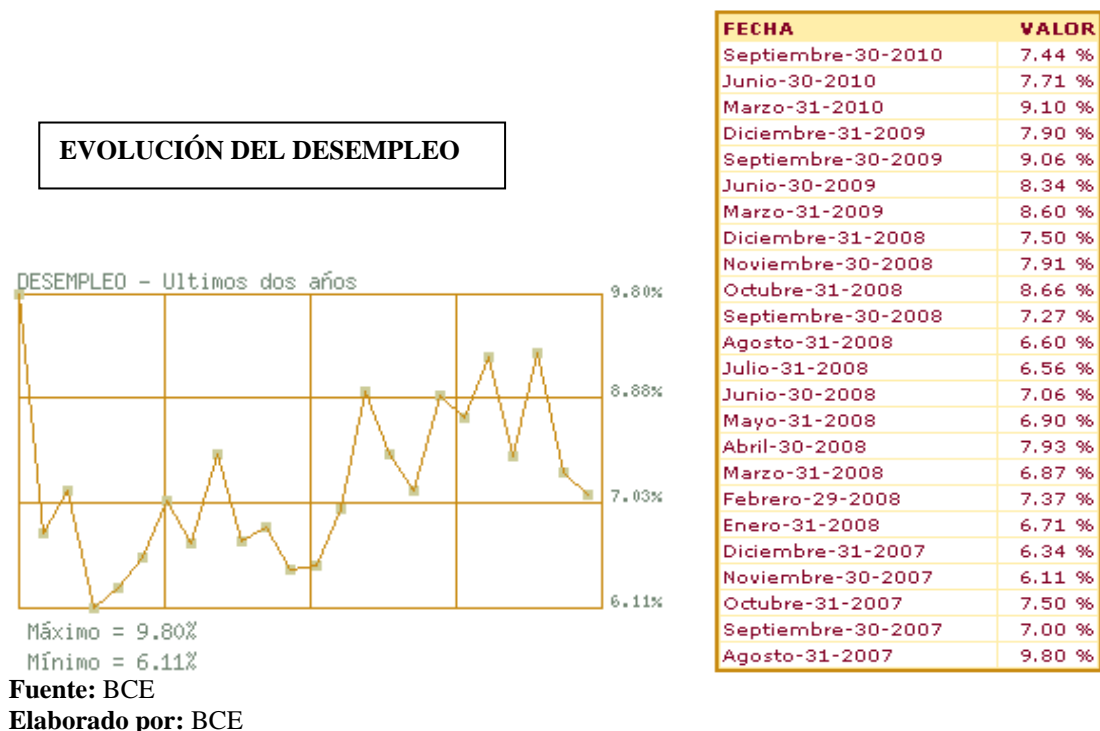 EVOLUCIÓN DEL DESEMPLEO
DESEMPLEO - Ultimos dos años
9.80%
8.88%
7.03%
6.11%
Máximo = 9.80%
Mínimo = 6.11%
Fuente: BCE
Elaborado por: BCE
FECHA VALOR
Septiembre-30-2010 7.44 %
Junio-30-2010 7.71 %
Marzo-31-2010 9.10 %
Diciembre-31-2009 7.90 %
Septiembre-30-2009 9.06 %
Junio-30-2009 8.34 %
Marzo-31-2009 8.60 %
Diciembre-31-2008 7.50 %
Noviembre-30-2008 7.91 %
Octubre-31-2008 8.66 %
Septiembre-30-2008 7.27 %
Agosto-31-2008 6.60 %
Julio-31-2008 6.56 %
Junio-30-2008 7.06 %
Mayo-31-2008 6.90 %
Abril-30-2008 7.93 %
Marzo-31-2008 6.87 %
Febrero-29-2008 7.37 %
Enero-31-2008 6.71 %
Diciembre-31-2007 6.34 %
Noviembre-30-2007 6.11 %
Octubre-31-2007 7.50 %
Septiembre-30-2007 7.00 %
Agosto-31-2007 9.80 %